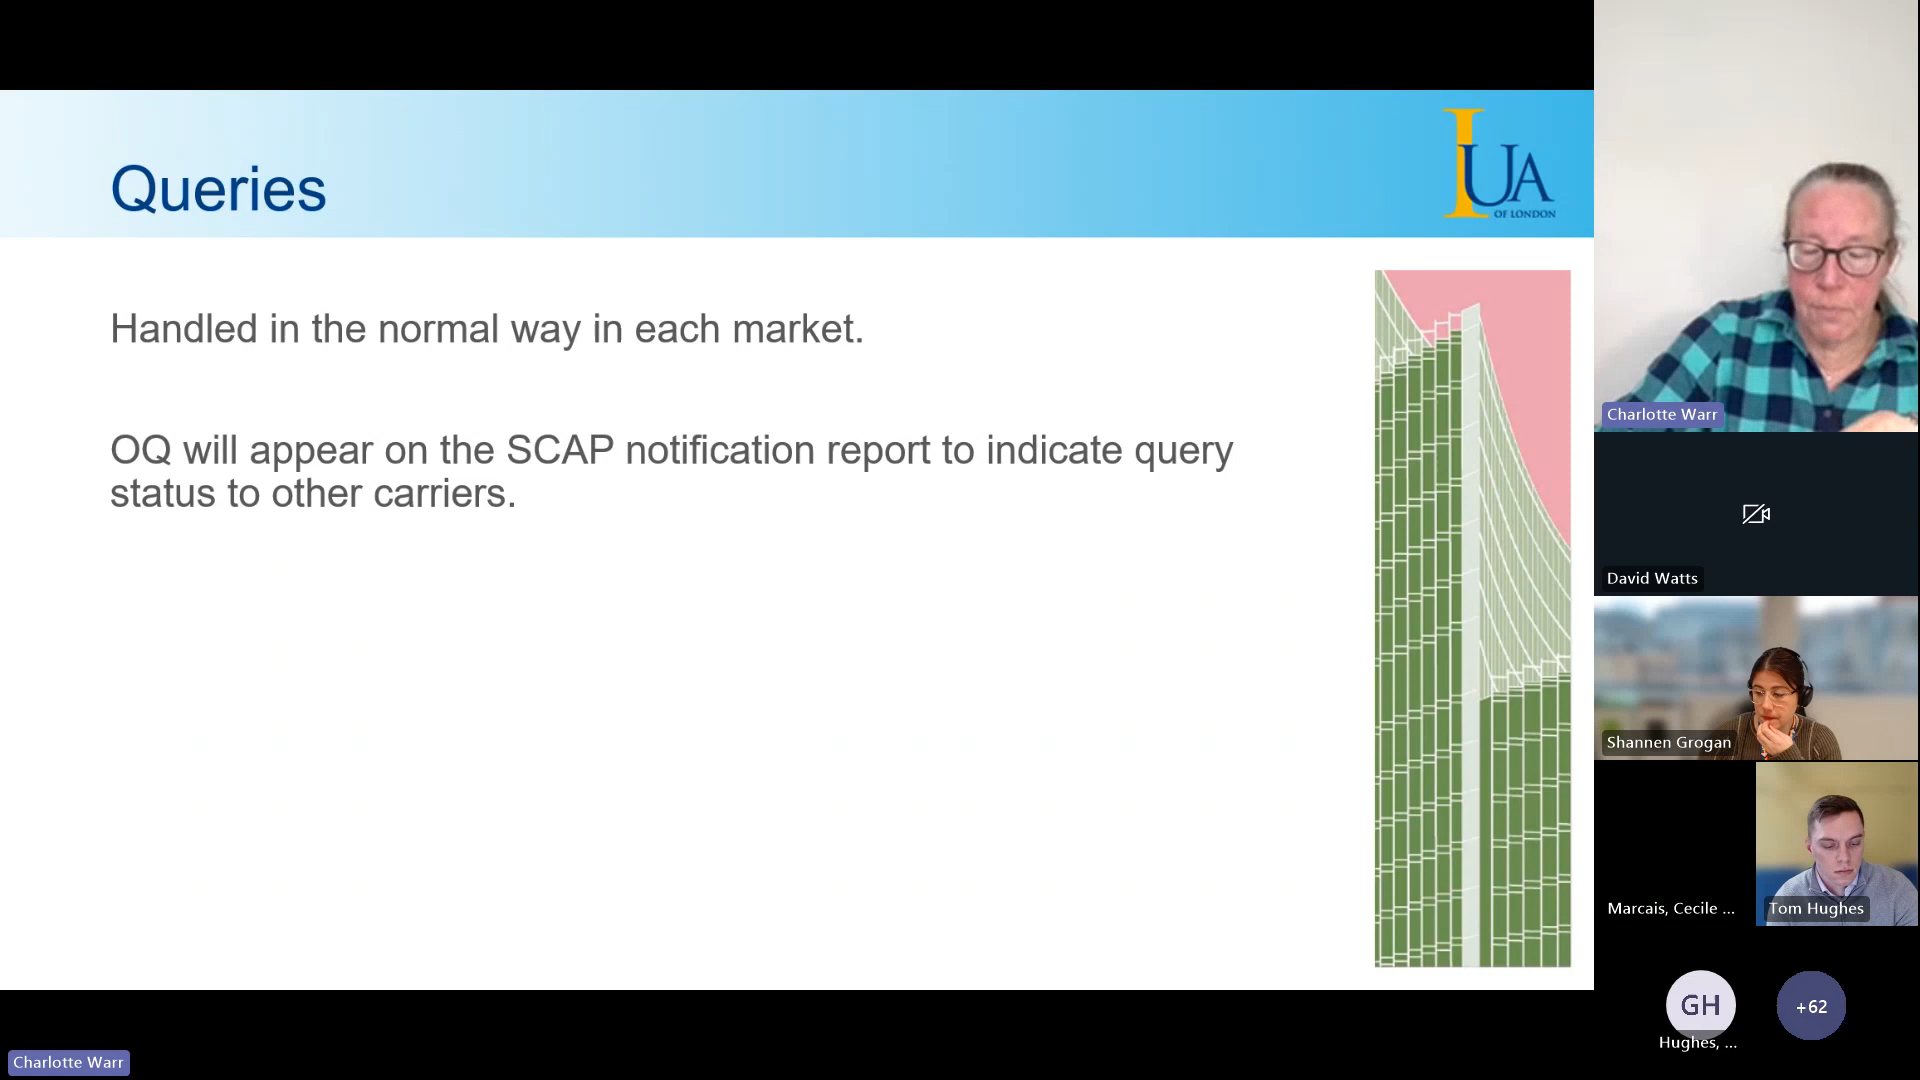 Queries
IUA
OF LONDON
Handled in the normal way in each market.
OQ will appear on the SCAP notification report to indicate query
status to other carriers.
Charlotte Warr
David Watts
Shannen Grogan
Marcais, Cecile ...
Tom Hughes
GH
+62
Hughes, ...
Charlotte Warr